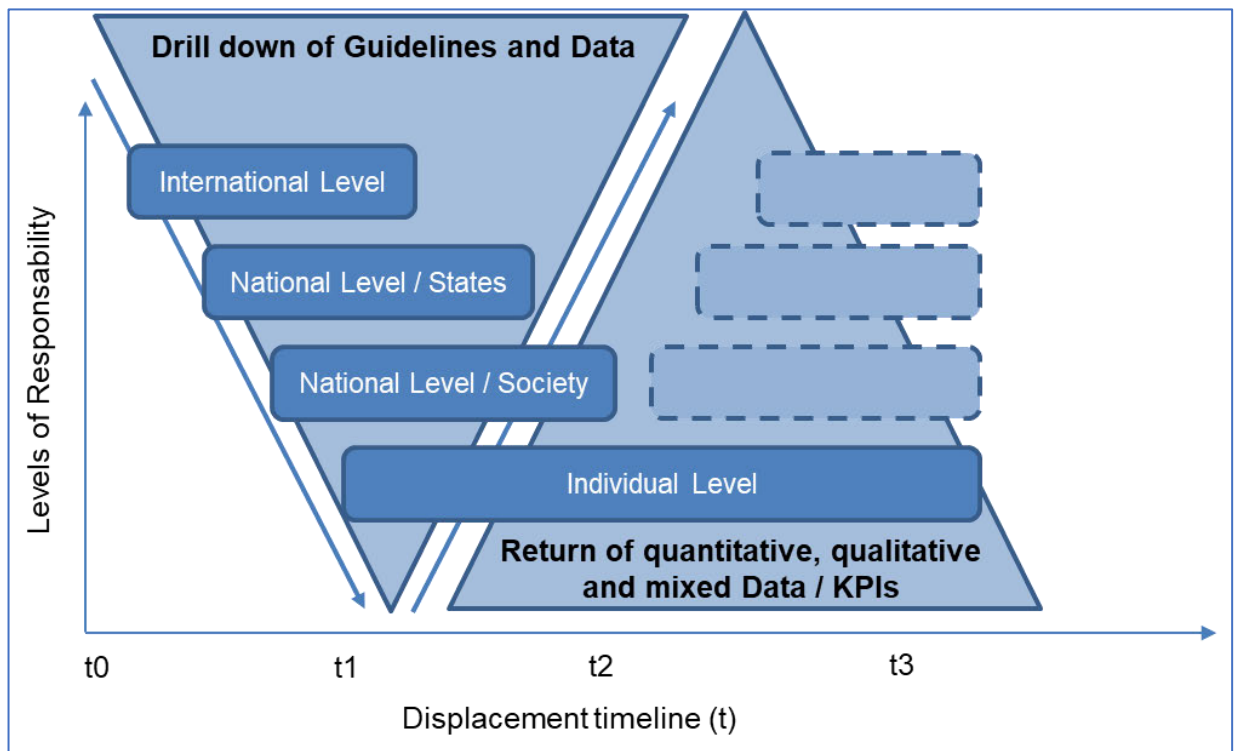 Drill down of Guidelines and Data
International Level
National Level / States
National Level / Society
Individual Level
Return of quantitative, qualitative
and mixed Data / KPIs
Levels of Responsability
t0
t1
t2
t3
Displacement timeline (t)